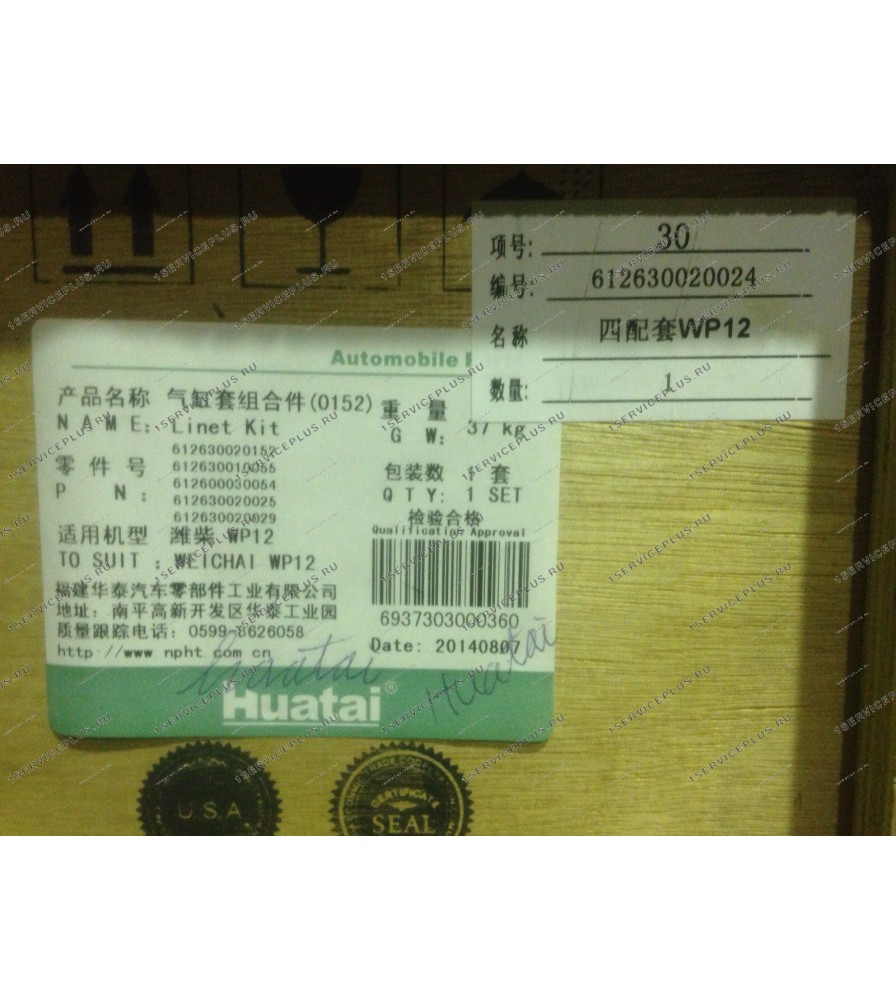 项号: 30
编号: 612630020024
名称 四配套WP12
数量: 1
Automobile
产品名称 气缸套组合件(0152)
NAME: Linet Kit
重 量
G W: 37 kg
零件号
P N:
612630020152
612630010055
612600030054
612630020025
612630020029
包装数 套
QTY: 1 SET
检验合格
Qualification Approval
适用机型 潍柴 WP12
TO SUIT : WEICHAI WP12
福建华泰汽车零部件工业有限公司
地址: 南平高新开发区华泰工业园
质量跟踪电话: 0599-8626058
http://www.npht.com.cn
6937303000360
Date: 20140807
Huatai
Huatai®
U.S.A
CERTIFICATE
SEAL
1SERVICEPLUS.RU